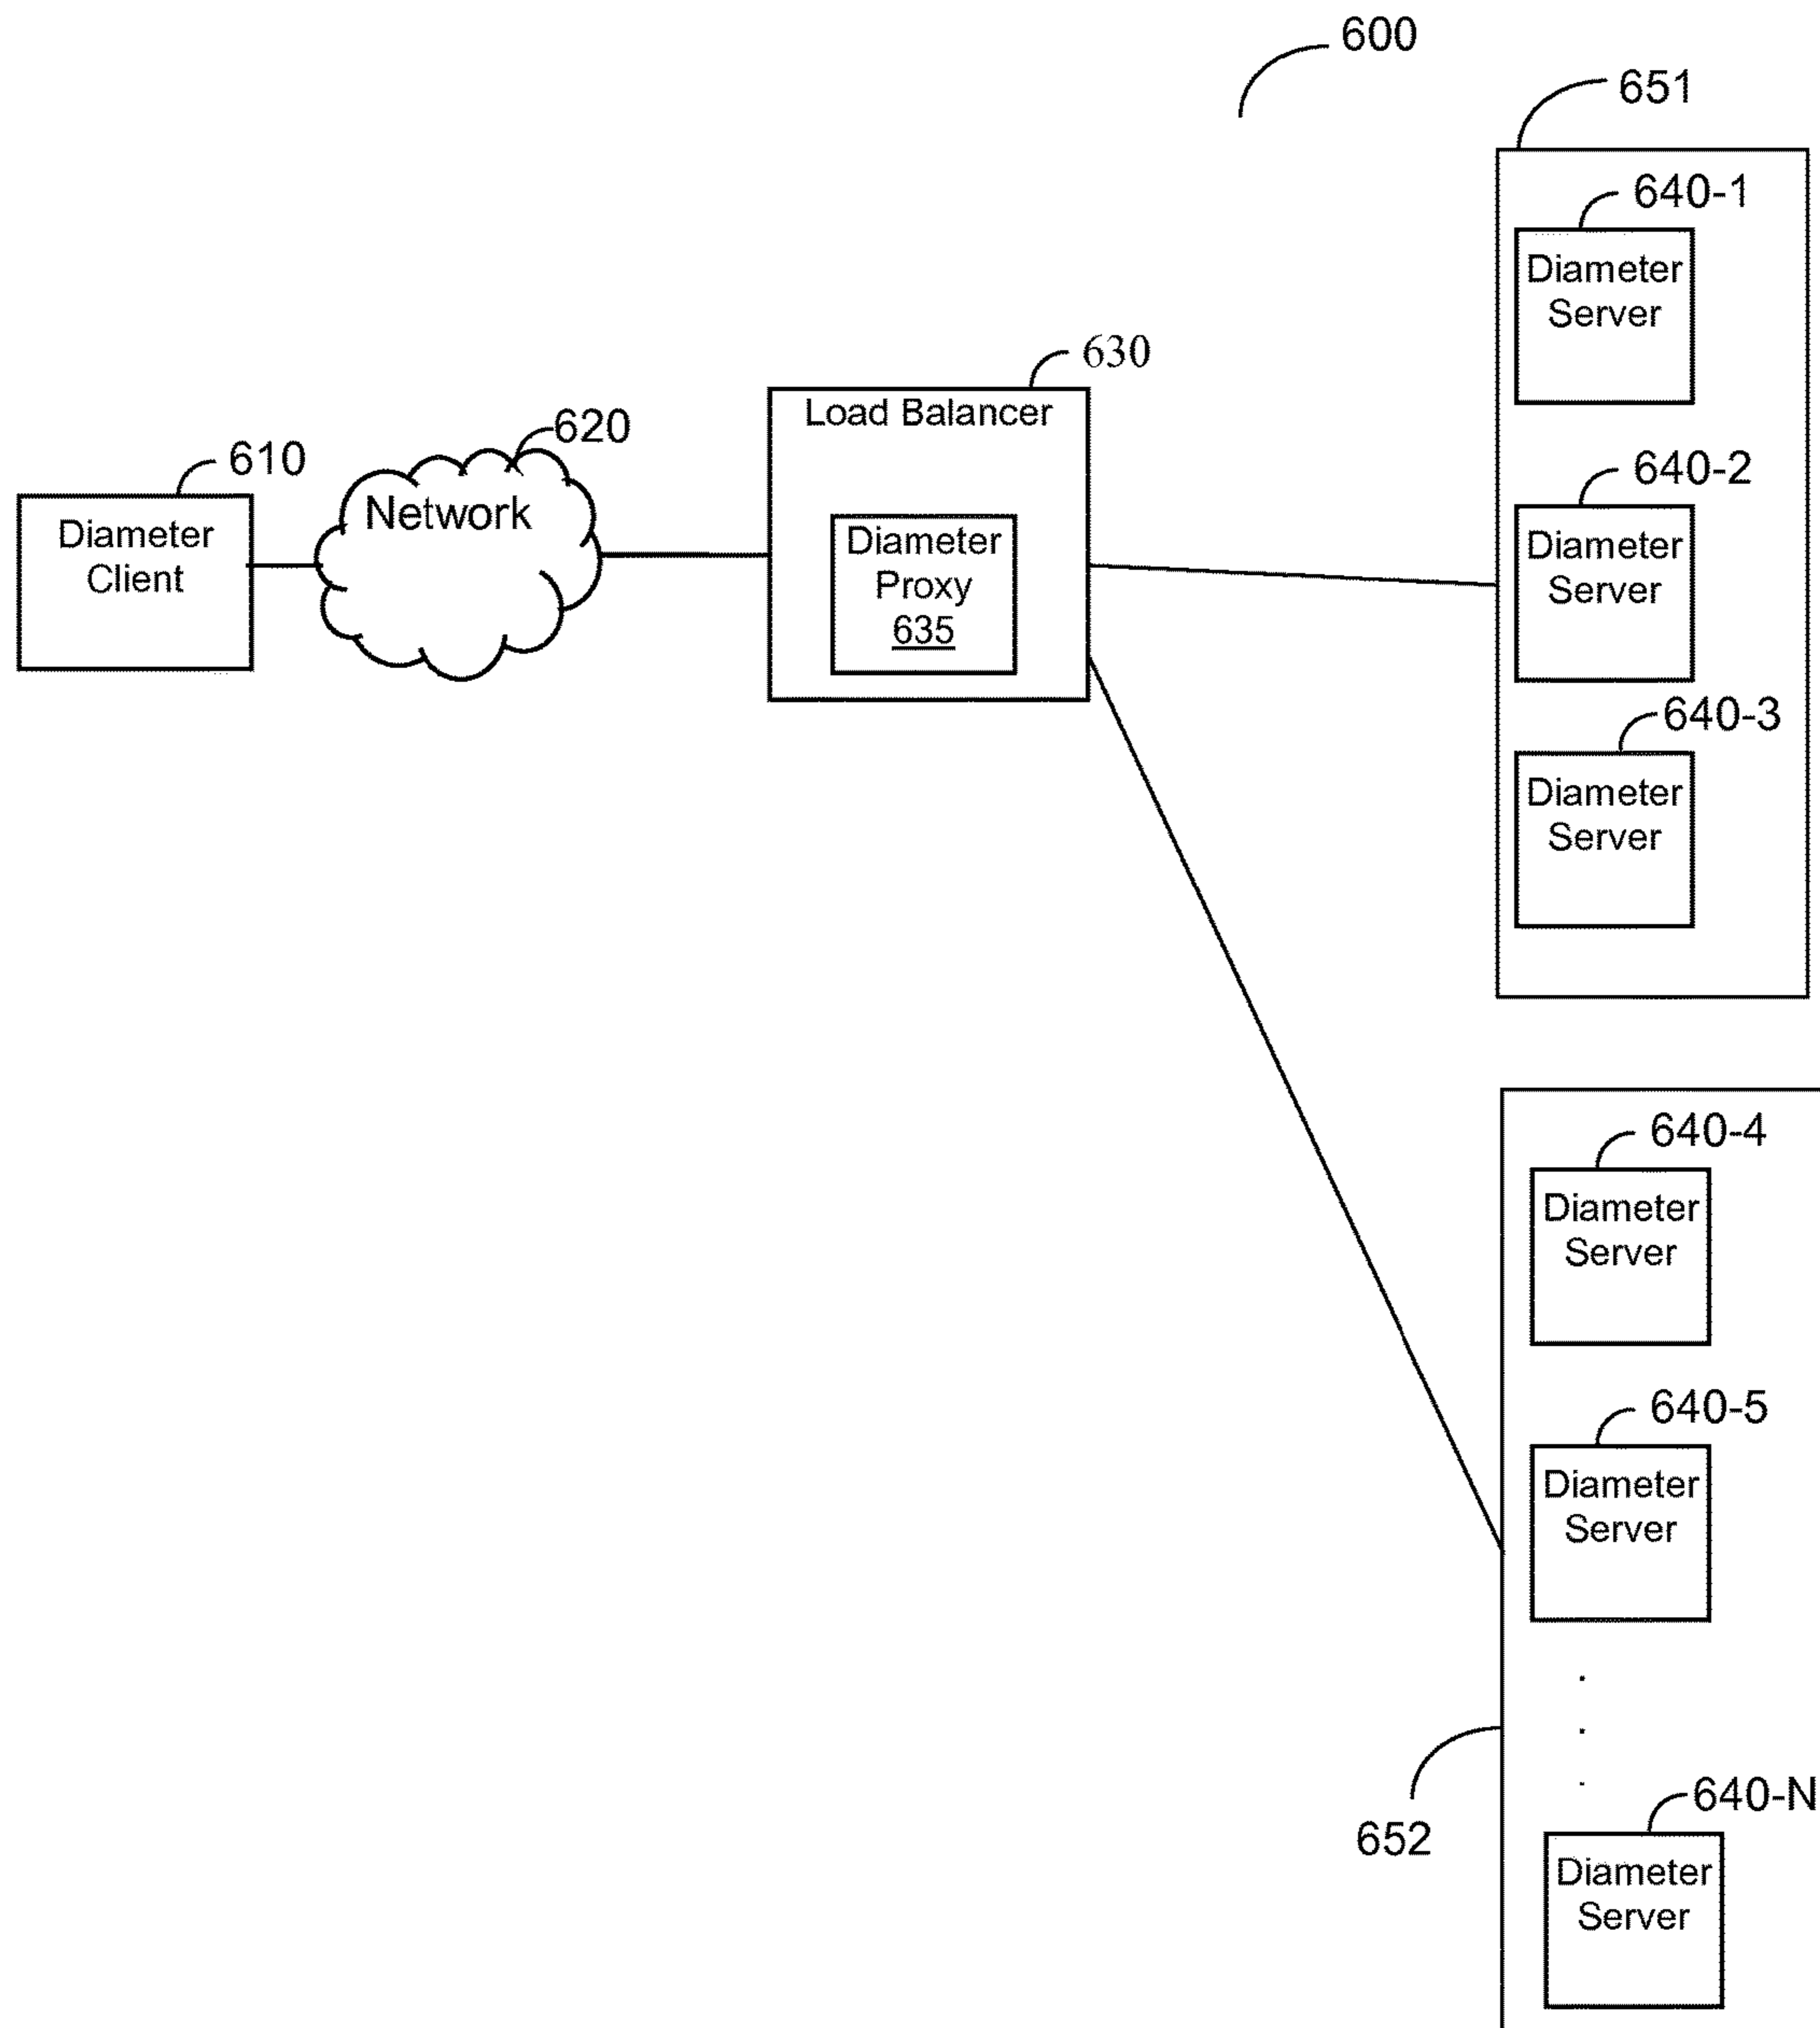 600
651
640-1
Diameter
Server
630
Load Balancer
620
610
Network
Diameter
Client
Diameter
Proxy
635
640-2
Diameter
Server
640-3
Diameter
Server
640-4
Diameter
Server
640-5
Diameter
Server
652
640-N
Diameter
Server